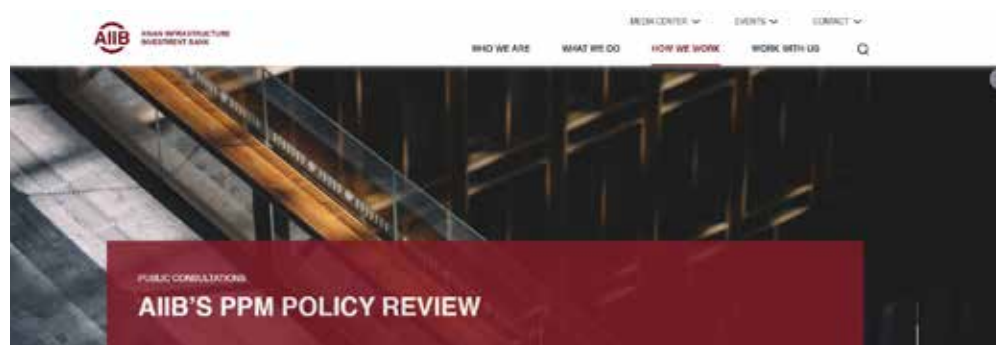 MEDIA CENTER EVENTS CONTACT
AIIB ASIAN INFRASTRUCTURE
INVESTMENT BANK
WHO WE ARE WHAT WE DO HOW WE WORK WORK WITH US
PUBLIC CONSULTATIONS
AIIB'S PPM POLICY REVIEW